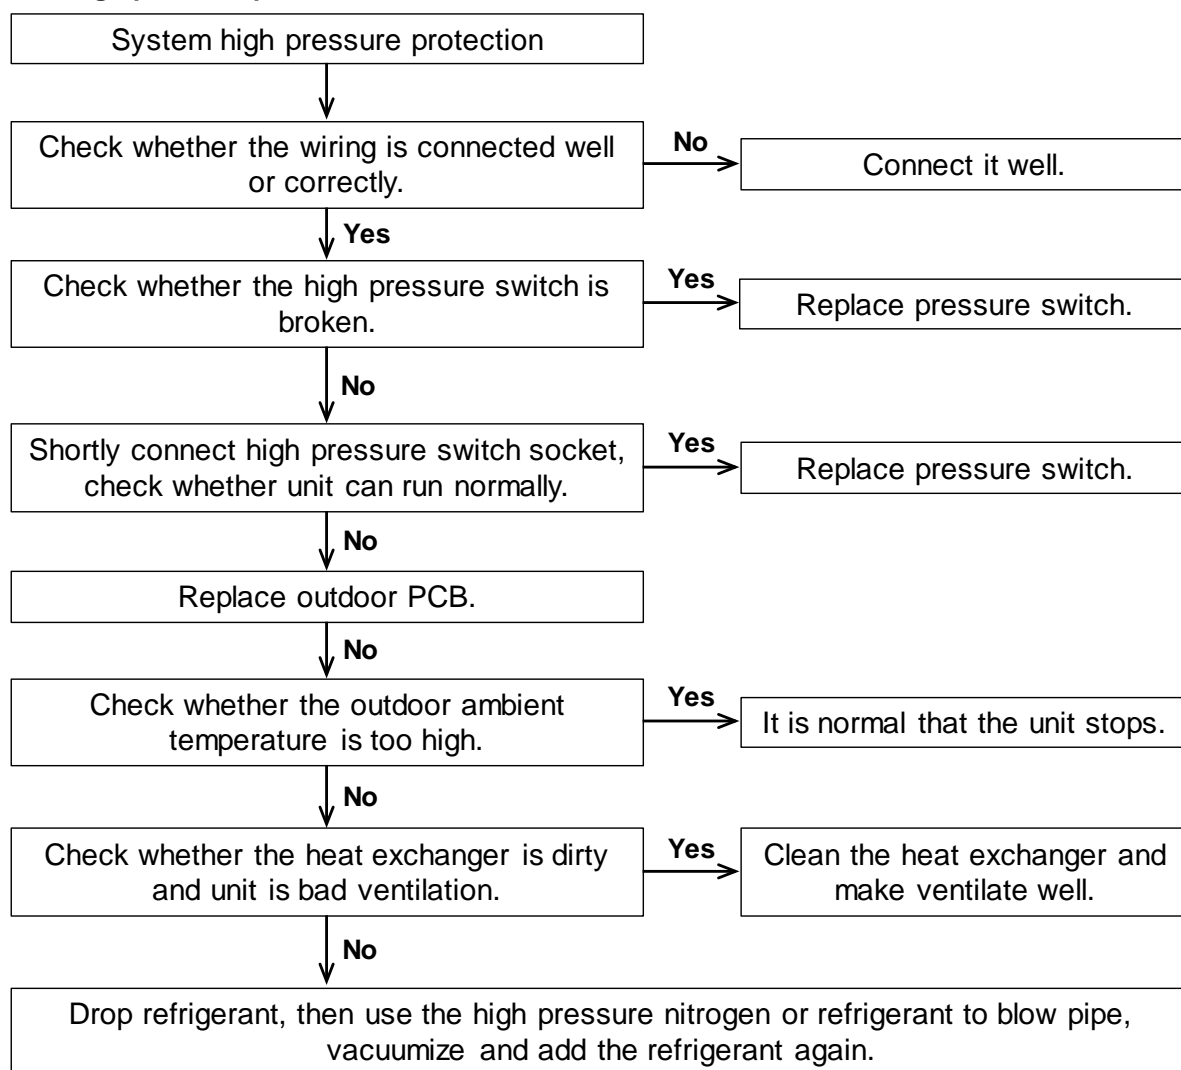 System high pressure protection
Check whether the wiring is connected well
or correctly.
No
Connect it well.
Yes
Check whether the high pressure switch is
broken.
Yes
Replace pressure switch.
No
Shortly connect high pressure switch socket,
check whether unit can run normally.
Yes
Replace pressure switch.
No
Replace outdoor PCB.
No
Check whether the outdoor ambient
temperature is too high.
Yes
It is normal that the unit stops.
No
Check whether the heat exchanger is dirty
and unit is bad ventilation.
Yes
Clean the heat exchanger and
make ventilate well.
No
Drop refrigerant, then use the high pressure nitrogen or refrigerant to blow pipe,
vacuumize and add the refrigerant again.